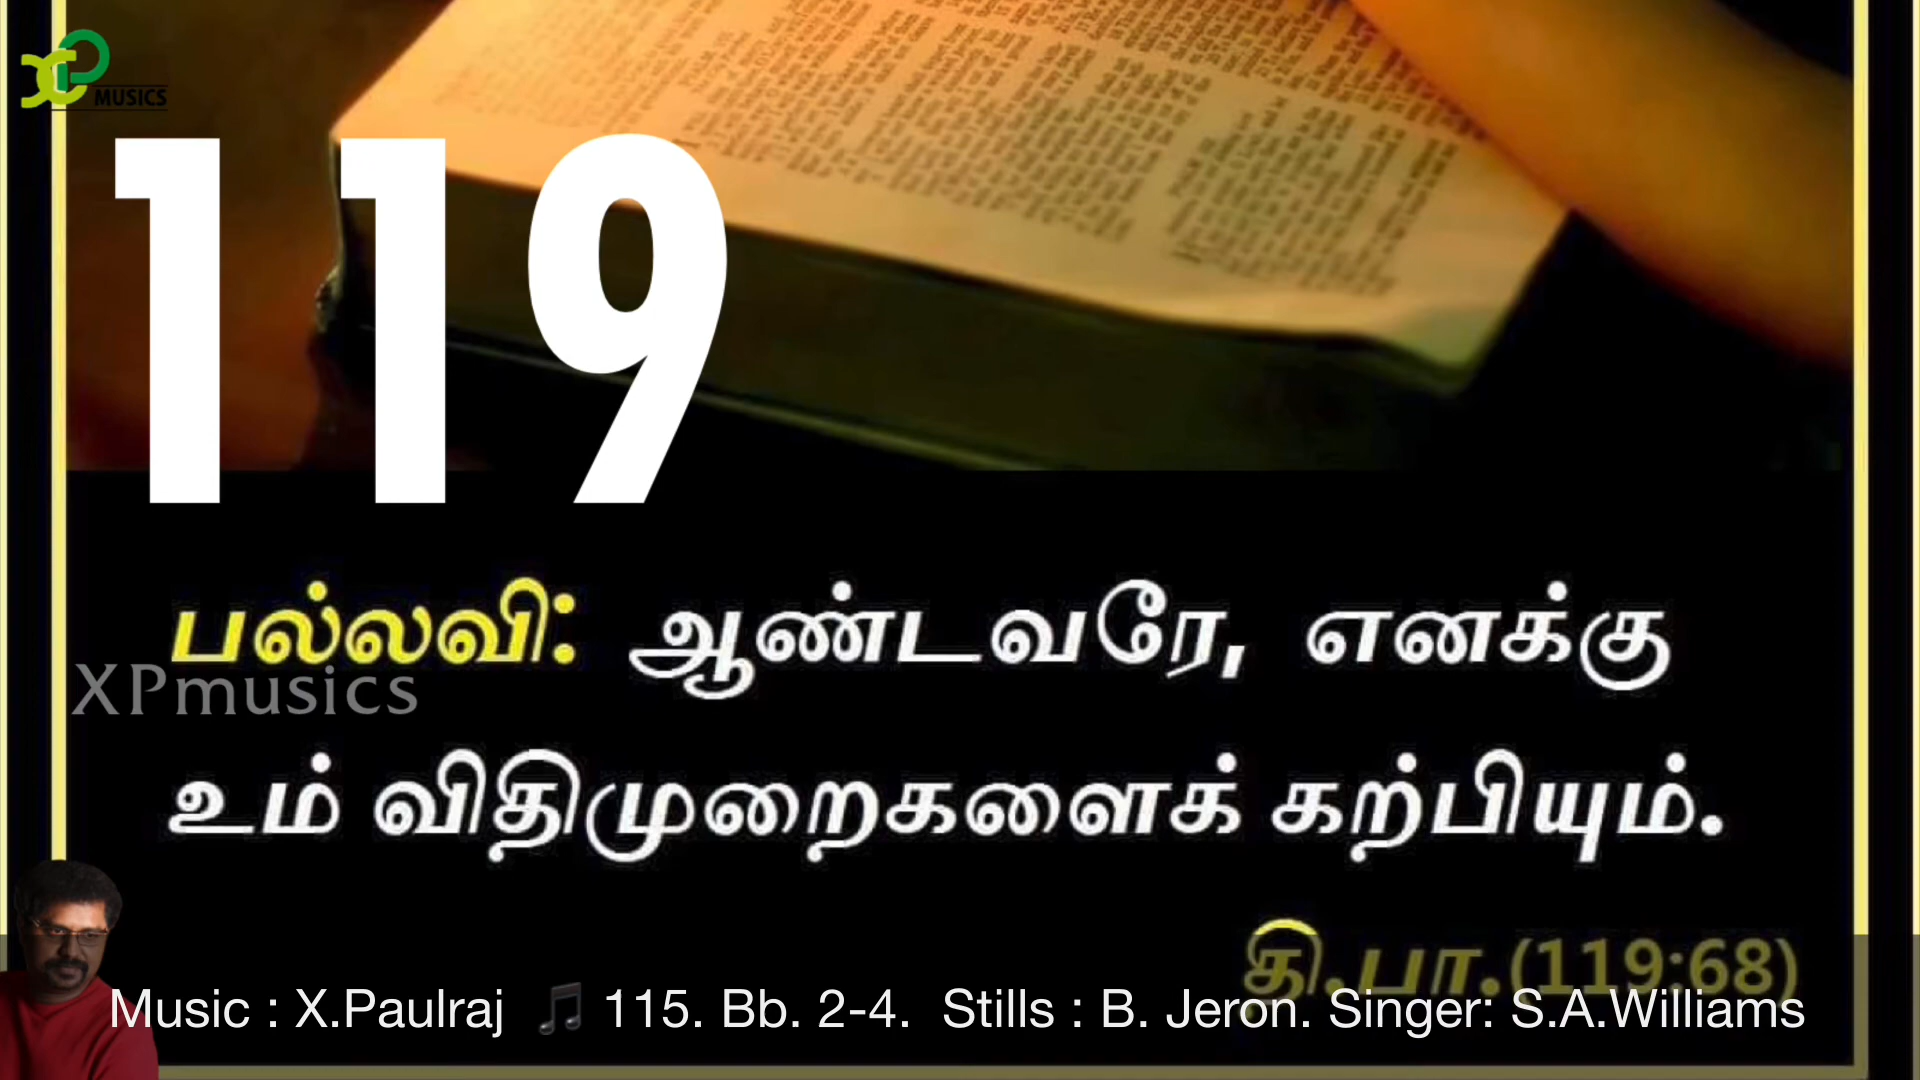 XP MUSICS
119
பல்லவி: ஆண்டவரே, எனக்கு
XPmusics
உம் விதிமுறைகளைக் கற்பியும்.
தி.பா.(119:68)
Music : X.Paulraj 🎵 115. Bb. 2-4. Stills : B. Jeron. Singer: S.A.Williams